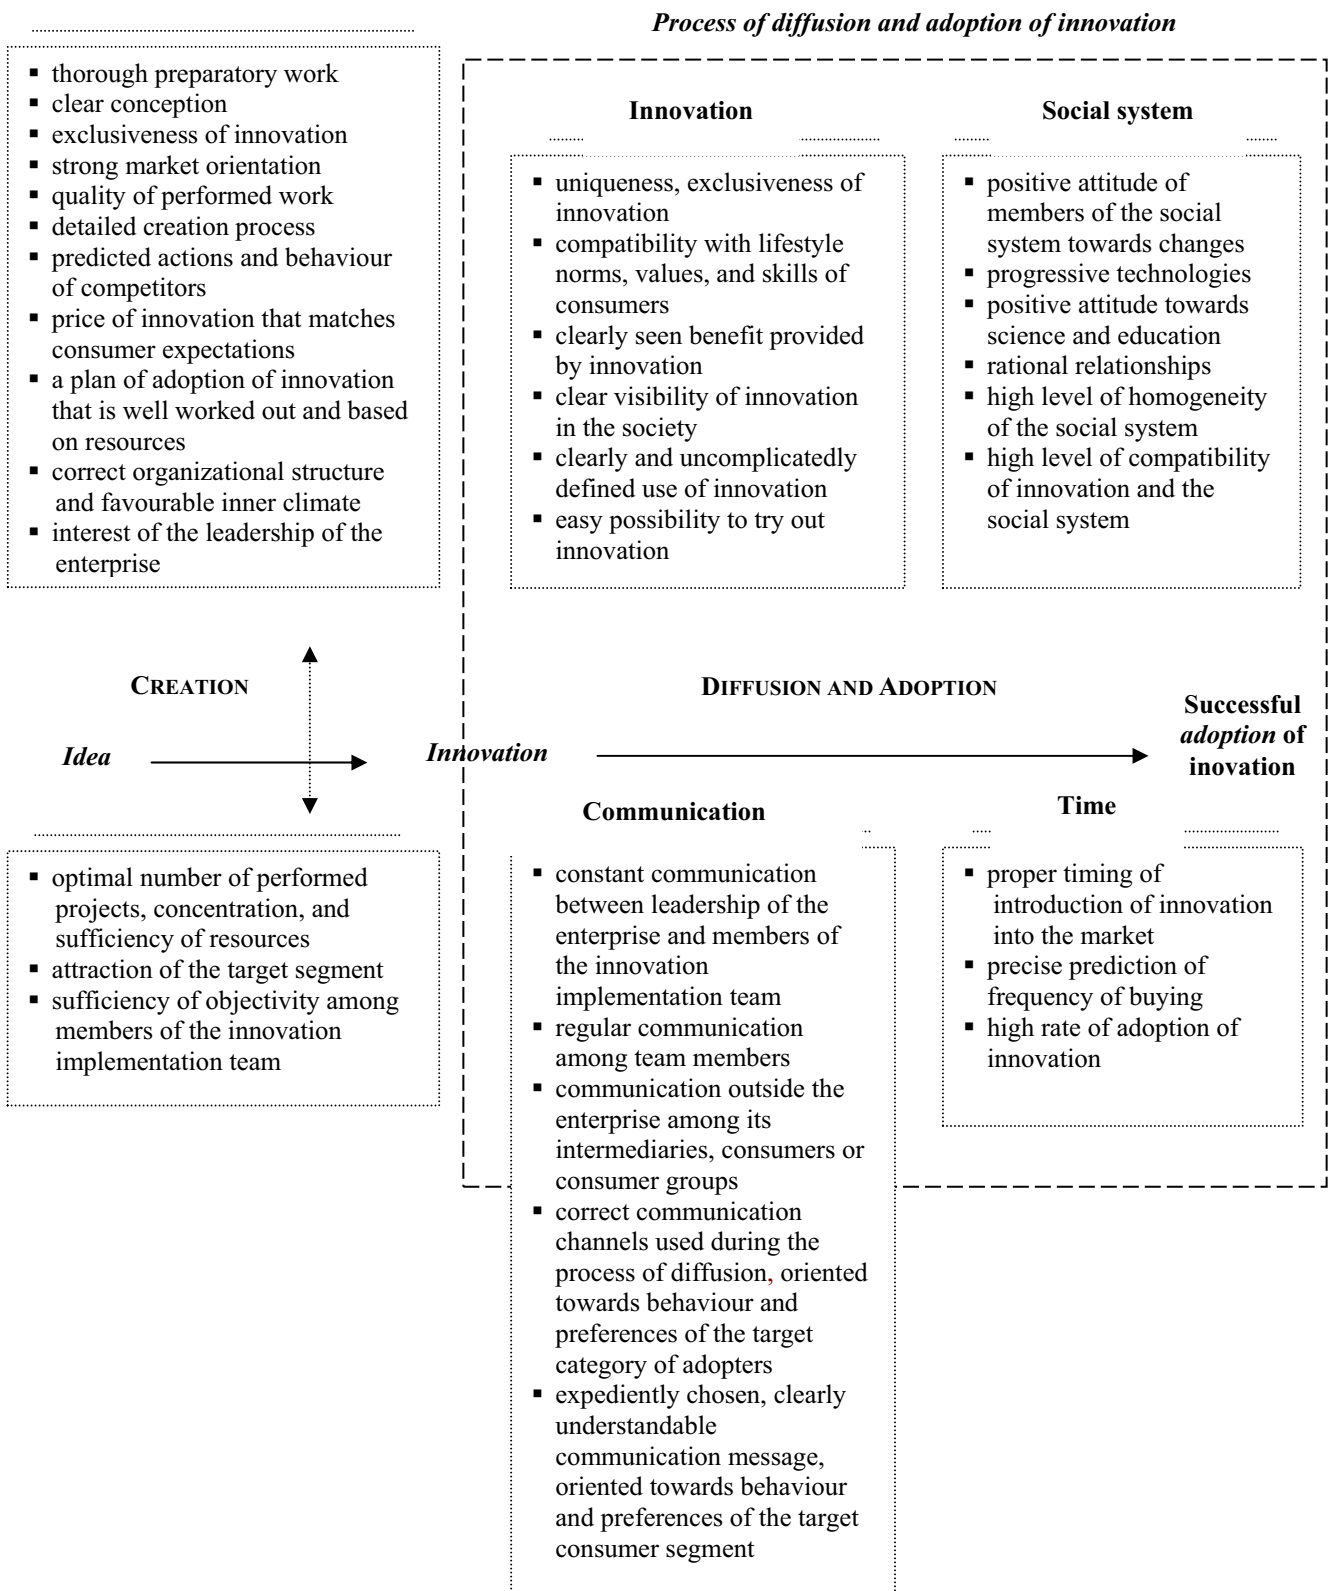 Process of diffusion and adoption of innovation
▪ thorough preparatory work
▪ clear conception
▪ exclusiveness of innovation
▪ strong market orientation
▪ quality of performed work
▪ detailed creation process
▪ predicted actions and behaviour
of competitors
▪ price of innovation that matches
consumer expectations
▪ a plan of adoption of innovation
that is well worked out and based
on resources
▪ correct organizational structure
and favourable inner climate
▪ interest of the leadership of the
enterprise
Innovation
▪ uniqueness, exclusiveness of
innovation
▪ compatibility with lifestyle
norms, values, and skills of
consumers
▪ clearly seen benefit provided
by innovation
▪ clear visibility of innovation
in the society
▪ clearly and uncomplicatedly
defined use of innovation
▪ easy possibility to try out
innovation
Social system
▪ positive attitude of
members of the social
system towards changes
▪ progressive technologies
▪ positive attitude towards
science and education
▪ rational relationships
▪ high level of homogeneity
of the social system
▪ high level of compatibility
of innovation and the
social system
CREATION
DIFFUSION AND ADOPTION
Idea
Innovation
Successful
adoption of
inovation
▪ optimal number of performed
projects, concentration, and
sufficiency of resources
▪ attraction of the target segment
▪ sufficiency of objectivity among
members of the innovation
implementation team
Communication
▪ constant communication
between leadership of the
enterprise and members of
the innovation
implementation team
▪ regular communication
among team members
▪ communication outside the
enterprise among its
intermediaries, consumers or
consumer groups
▪ correct communication
channels used during the
process of diffusion, oriented
towards behaviour and
preferences of the target
category of adopters
▪ expediently chosen, clearly
understandable
communication message,
oriented towards behaviour
and preferences of the target
consumer segment
Time
▪ proper timing of
introduction of innovation
into the market
▪ precise prediction of
frequency of buying
▪ high rate of adoption of
innovation